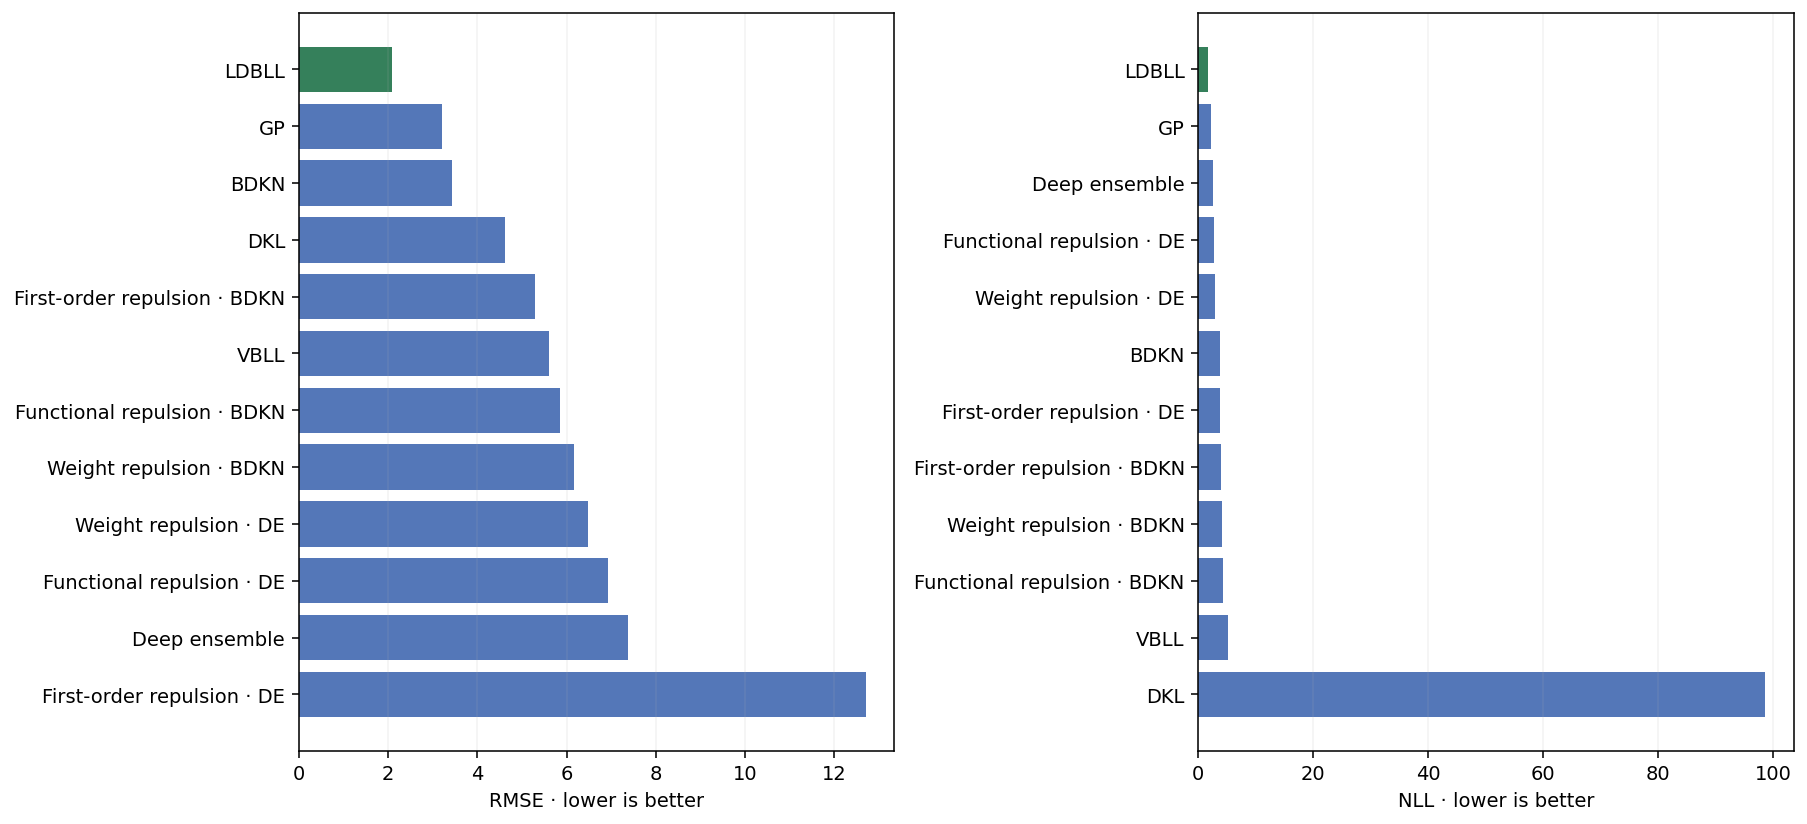 LDBLL
GP
BDKN
DKL
First-order repulsion · BDKN
VBLL
Functional repulsion · BDKN
Weight repulsion · BDKN
Weight repulsion · DE
Functional repulsion · DE
Deep ensemble
First-order repulsion · DE
0 2 4 6 8 10 12
RMSE · lower is better
LDBLL
GP
Deep ensemble
Functional repulsion · DE
Weight repulsion · DE
BDKN
First-order repulsion · DE
First-order repulsion · BDKN
Weight repulsion · BDKN
Functional repulsion · BDKN
VBLL
DKL
0 20 40 60 80 100
NLL · lower is better